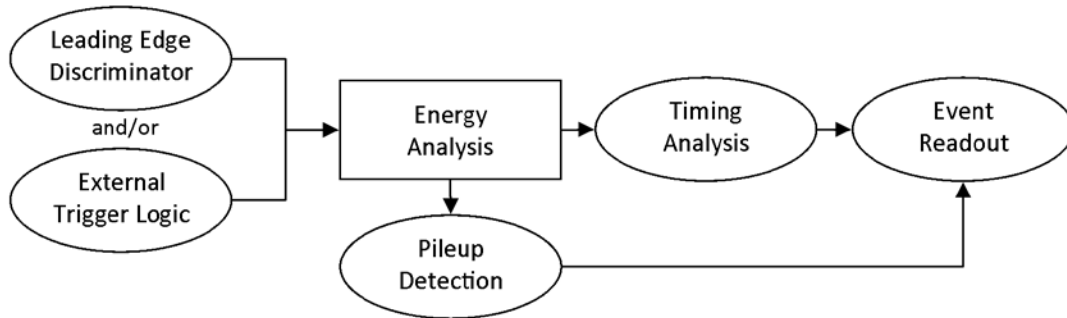 Leading Edge
Discriminator
and/or
External
Trigger Logic
Energy
Analysis
Timing
Analysis
Event
Readout
Pileup
Detection